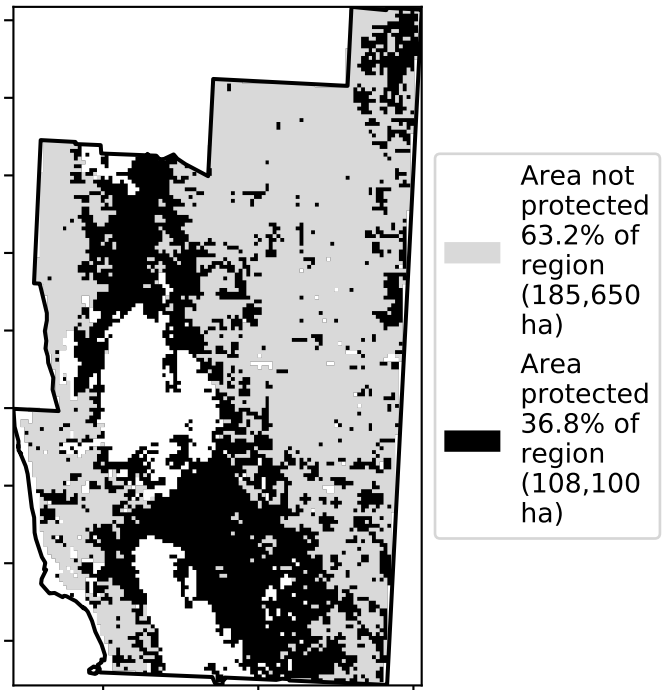 Area not
protected
63.2% of
region
(185,650
ha)
Area
protected
36.8% of
region
(108,100
ha)